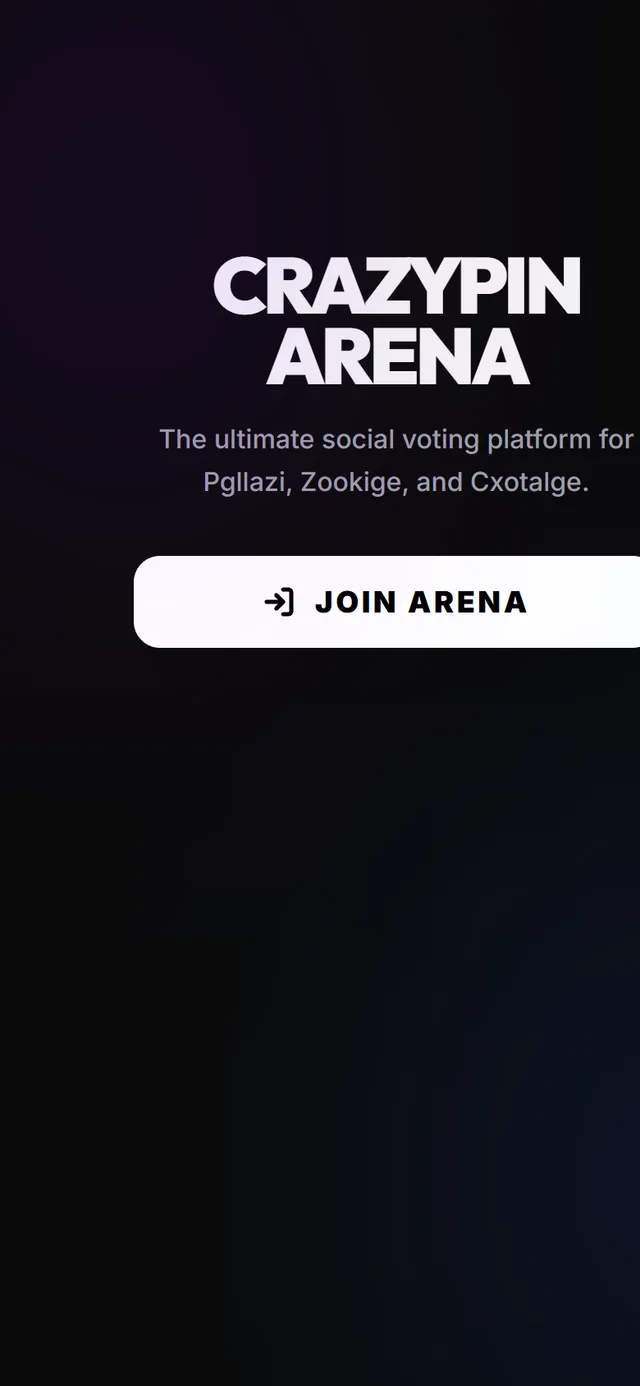 CRAZYPIN
ARENA
The ultimate social voting platform for
Pgllazi, Zookige, and Cxotalge.
JOIN ARENA